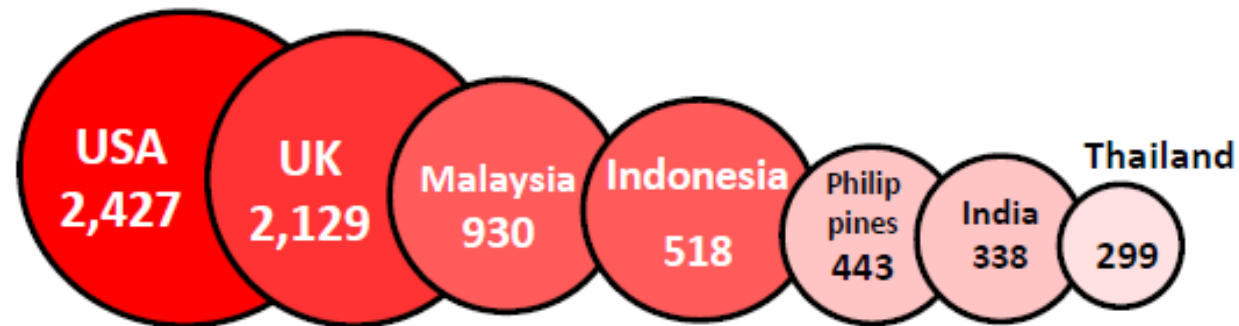 USA
2,427
UK
2,129
Malaysia
930
Indonesia
518
Philip
pines
443
India
338
Thailand
299